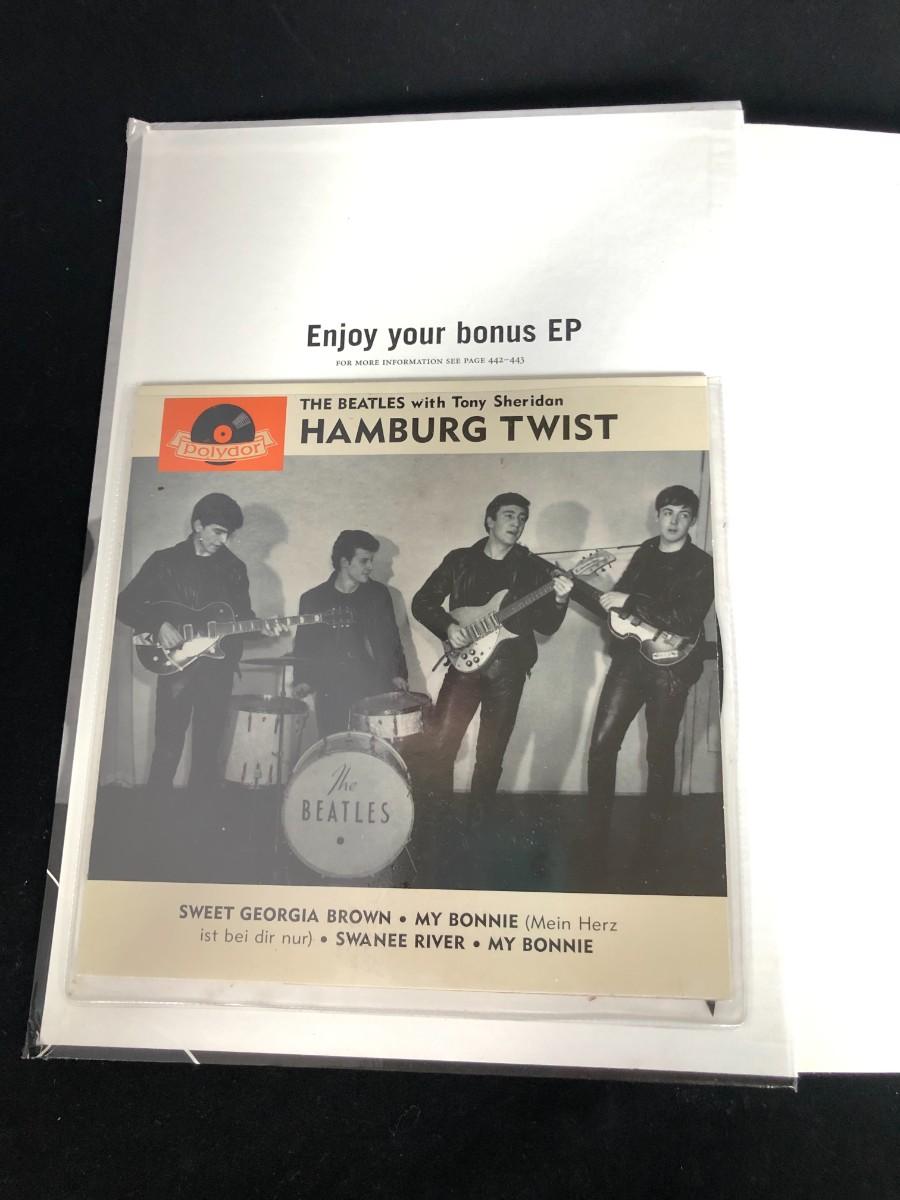 Enjoy your bonus EP
FOR MORE INFORMATION SEE PAGE 442–443
THE BEATLES with Tony Sheridan
HAMBURG TWIST
polydor
The
BEATLES
SWEET GEORGIA BROWN • MY BONNIE (Mein Herz
ist bei dir nur) • SWANEE RIVER • MY BONNIE